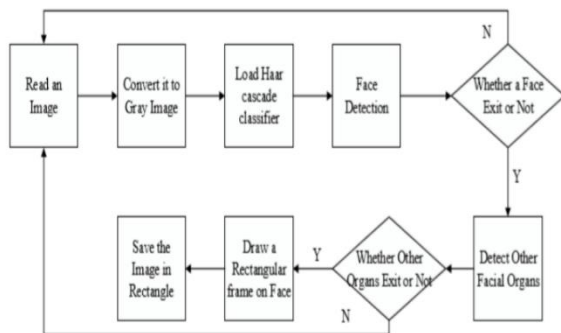 N
Read an
Image
Convert it to
Gray Image
Load Haar
cascade
classifier
Face
Detection
Whether a Face
Exit or Not
Y
Save the
Image in
Rectangle
Draw a
Rectangular
frame on Face
Y
Whether Other
Organs Exit or Not
Detect Other
Facial Organs
N